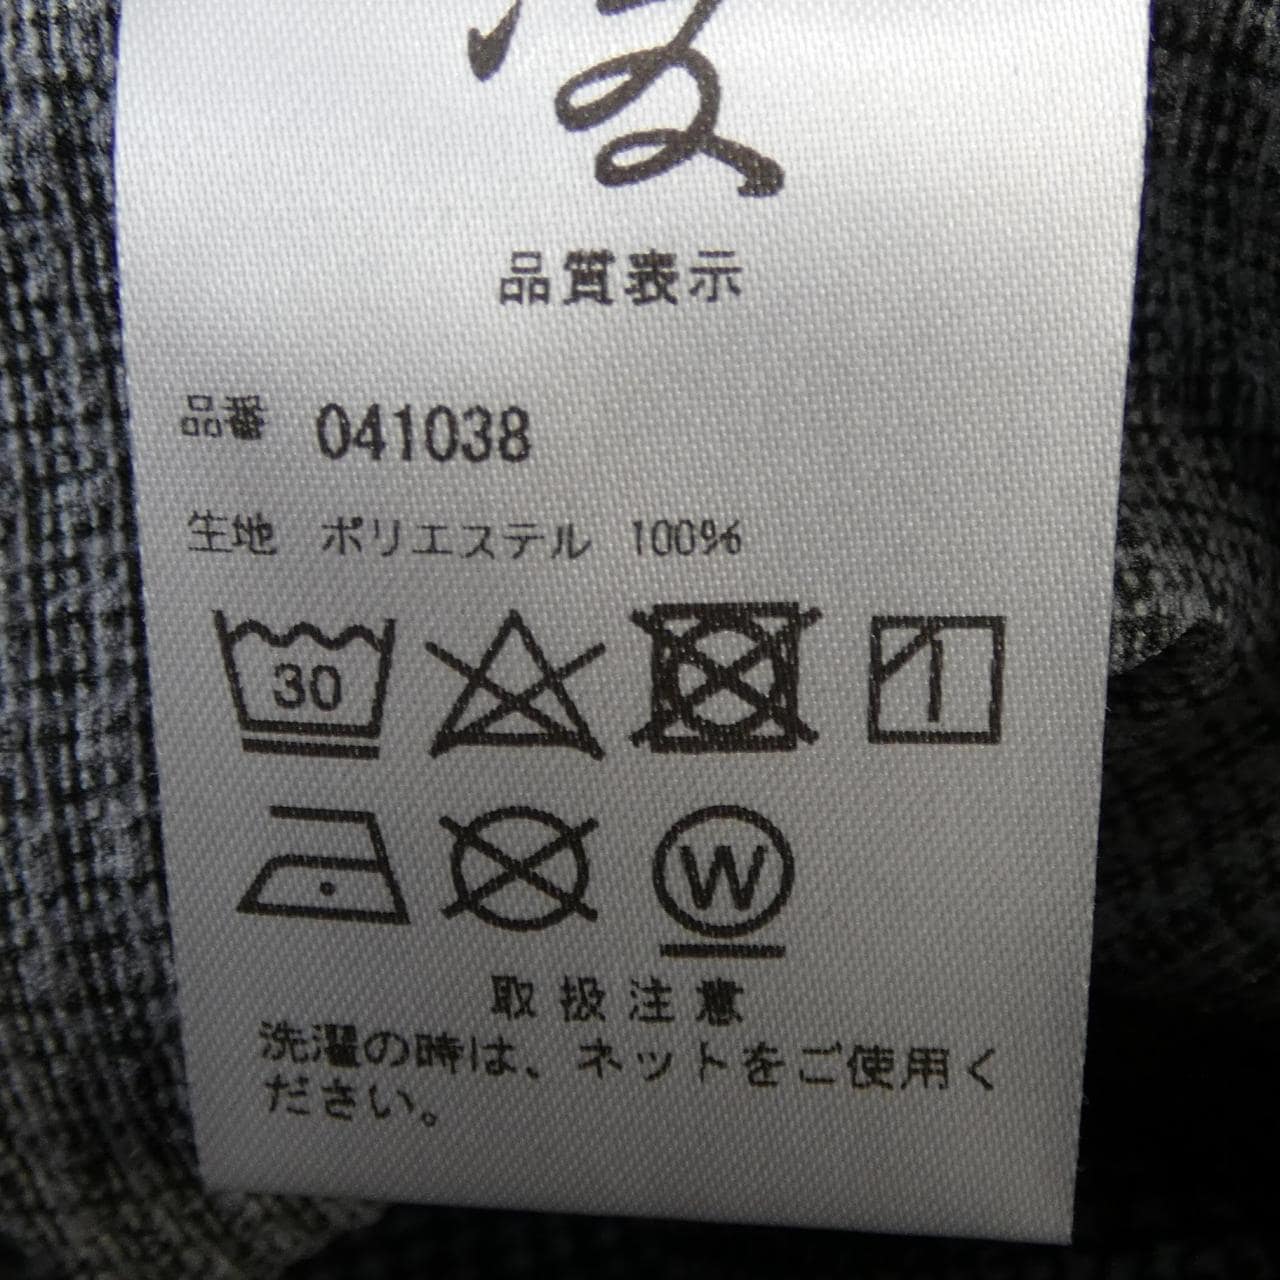 品質表示
品番 041038
生地 ポリエステル 100%
30
W
取扱注意
洗濯の時は、ネットをご使用く
ださい。